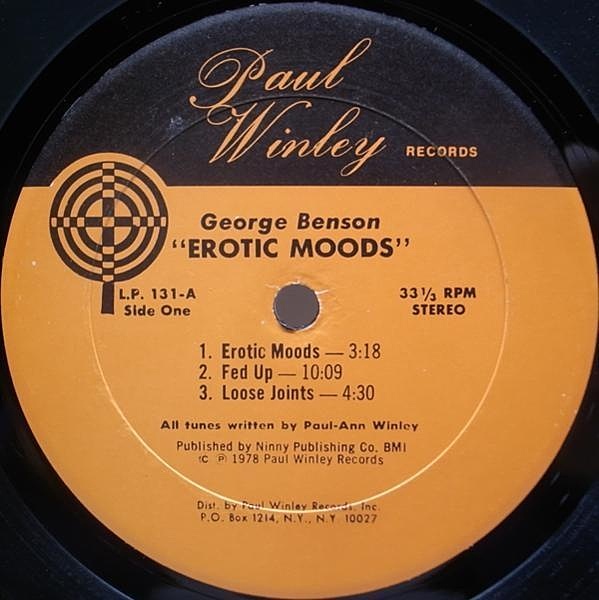 Paul
Winley RECORDS
George Benson
"EROTIC MOODS"
L.P. 131-A
Side One
33 1/3 RPM
STEREO
1. Erotic Moods — 3:18
2. Fed Up — 10:09
3. Loose Joints — 4:30
All tunes written by Paul-Ann Winley
Published by Ninny Publishing Co. BMI
© ℗ 1978 Paul Winley Records
Dist. by Paul Winley Records, Inc.
P.O. Box 1214, N.Y., N.Y. 10027